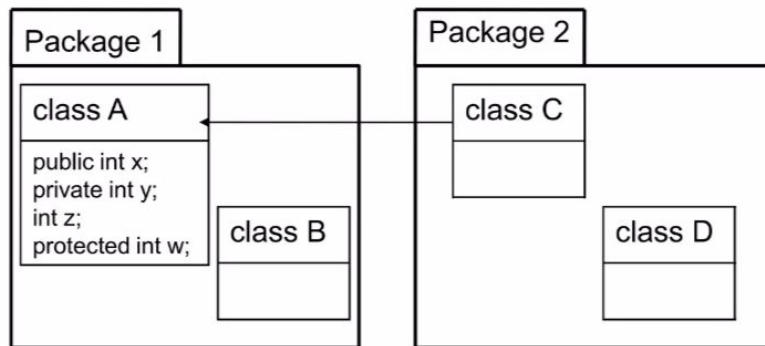 Package 1
class A
public int x;
private int y;
int z;
protected int w;
class B
Package 2
class C
class D